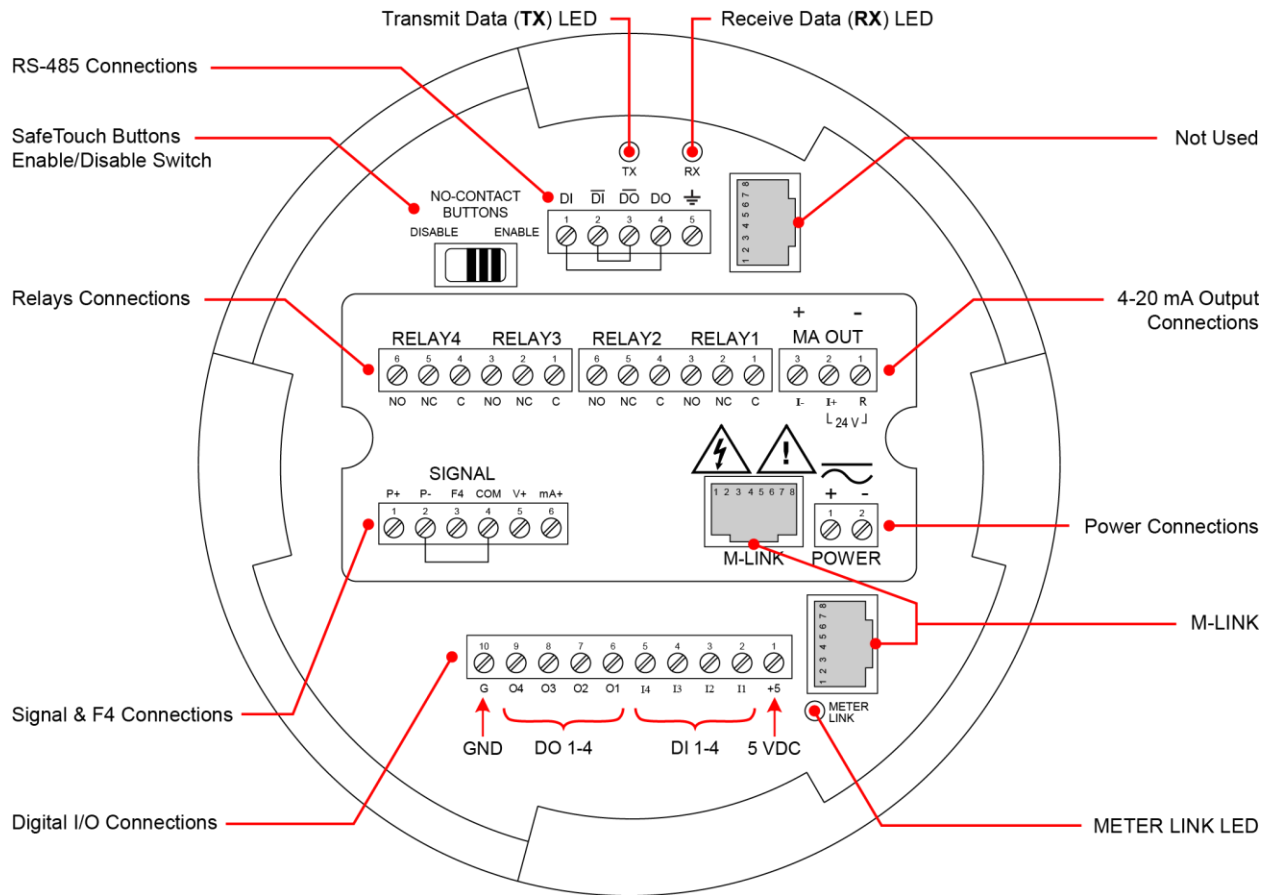 Transmit Data (TX) LED
Receive Data (RX) LED
RS-485 Connections
SafeTouch Buttons
Enable/Disable Switch
Not Used
TX
RX
NO-CONTACT
BUTTONS
DISABLE ENABLE
DI D̅I̅ D̅O̅ DO
1 2 3 4 5
1 2 3 4 5 6 7 8
Relays Connections
4-20 mA Output
Connections
+ -
RELAY4 RELAY3 RELAY2 RELAY1 MA OUT
6 5 4 3 2 1 6 5 4 3 2 1 3 2 1
NO NC C NO NC C NO NC C NO NC C I- I+ R
24 V
SIGNAL
P+ P- F4 COM V+ mA+
1 2 3 4 5 6
1 2 3 4 5 6 7 8
M-LINK
+ -
1 2
POWER
Power Connections
M-LINK
1 2 3 4 5 6 7 8
10 9 8 7 6 5 4 3 2 1
G O4 O3 O2 O1 I4 I3 I2 I1 +5
METER
LINK
GND DO 1-4 DI 1-4 5 VDC
Signal & F4 Connections
Digital I/O Connections
METER LINK LED